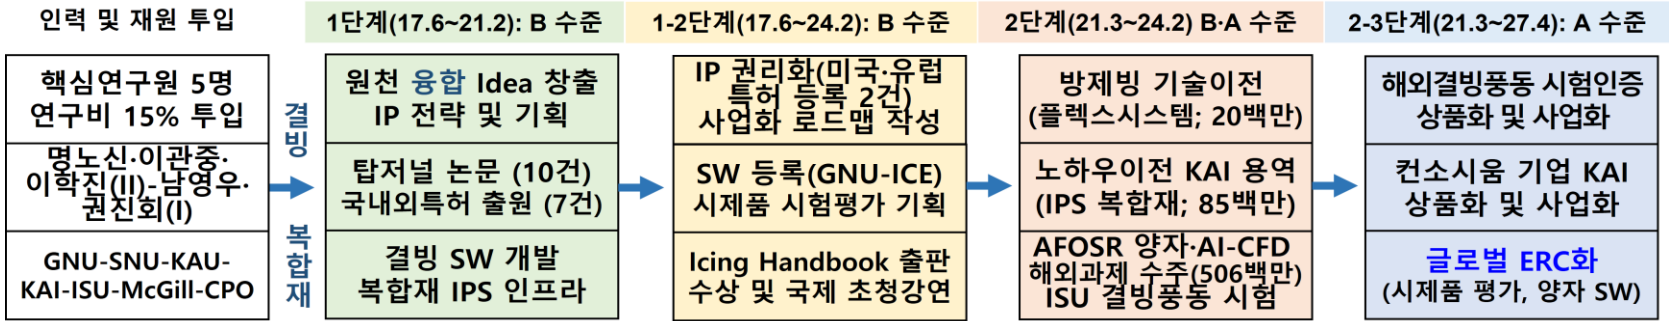 인력 및 재원 투입
핵심연구원 5명
연구비 15% 투입
명노신·이관중·
이학진(II)-남영우·
권진회(I)
GNU-SNU-KAU-
KAI-ISU-McGill-CPO
결빙
복합재
1단계(17.6~21.2): B 수준
원천 융합 Idea 창출
IP 전략 및 기획
탑저널 논문 (10건)
국내외특허 출원 (7건)
결빙 SW 개발
복합재 IPS 인프라
1-2단계(17.6~24.2): B 수준
IP 권리화(미국·유럽
특허 등록 2건)
사업화 로드맵 작성
SW 등록(GNU-ICE)
시제품 시험평가 기획
Icing Handbook 출판
수상 및 국제 초청강연
2단계(21.3~24.2) B·A 수준
방제빙 기술이전
(플렉스시스템; 20백만)
노하우이전 KAI 용역
(IPS 복합재; 85백만)
AFOSR 양자·AI-CFD
해외과제 수주(506백만)
ISU 결빙풍동 시험
2-3단계(21.3~27.4): A 수준
해외결빙풍동 시험인증
상품화 및 사업화
컨소시움 기업 KAI
상품화 및 사업화
글로벌 ERC화
(시제품 평가, 양자 SW)